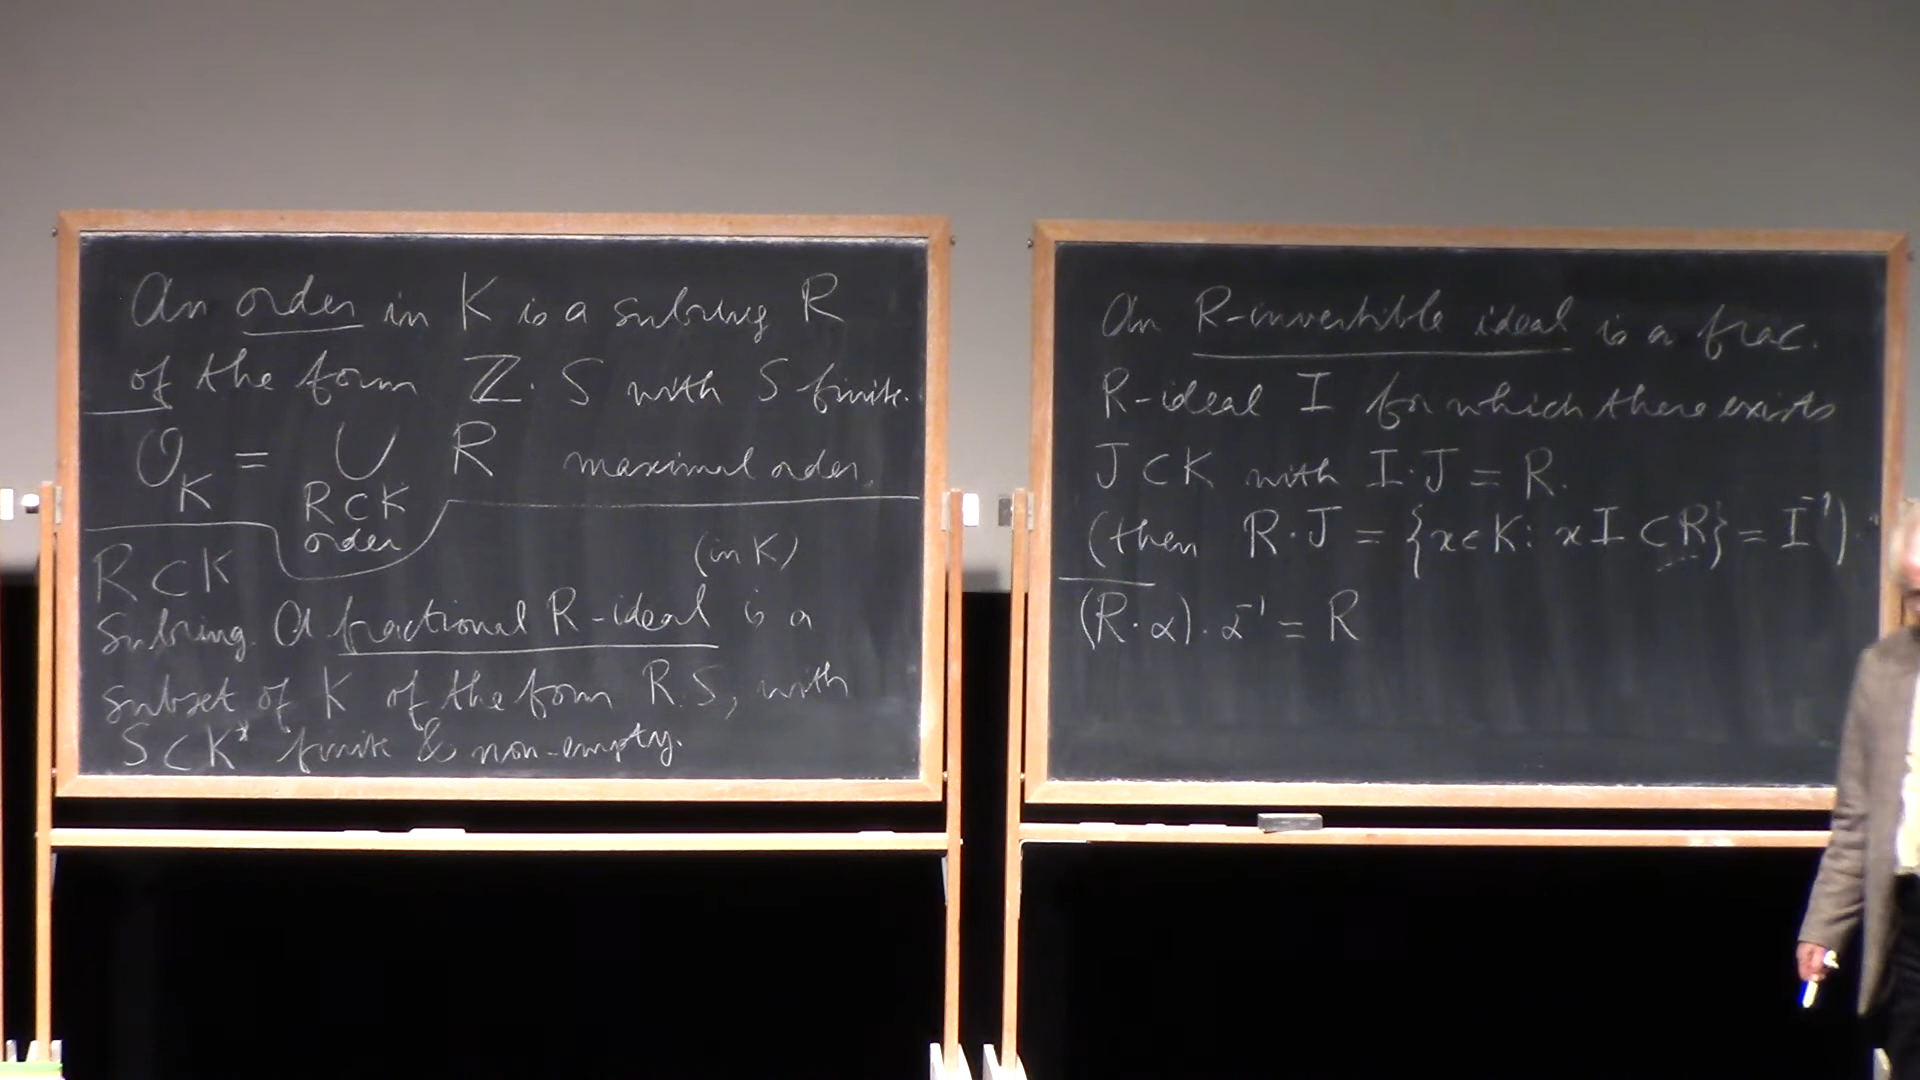 An order in K is a subring R
of the form ℤ · S with S finite.
O_K = ∪_{R⊂K order} R maximal order.
R⊂K
subring. A fractional R-ideal (in K) is a
subset of K of the form R.S, with
S⊂K* finite & non-empty.
An R-invertible ideal is a frac.
R-ideal I for which there exists
J⊂K with I·J = R.
(then R·J = {x∈K: xI⊂R} = I⁻¹).
(R·α)·α⁻¹ = R